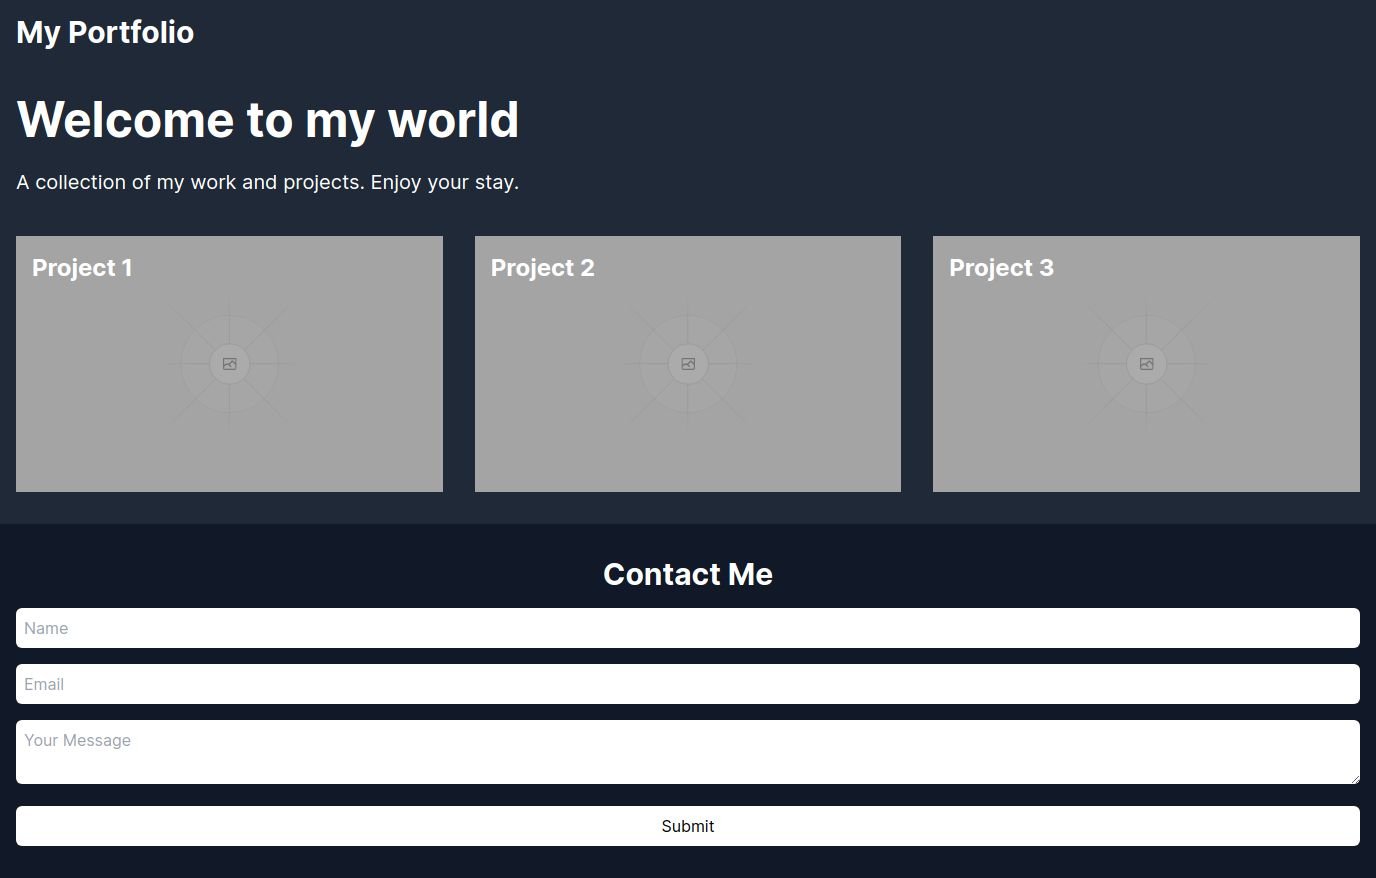 My Portfolio
Welcome to my world
A collection of my work and projects. Enjoy your stay.
Project 1
Project 2
Project 3
Contact Me
Name
Email
Your Message
Submit